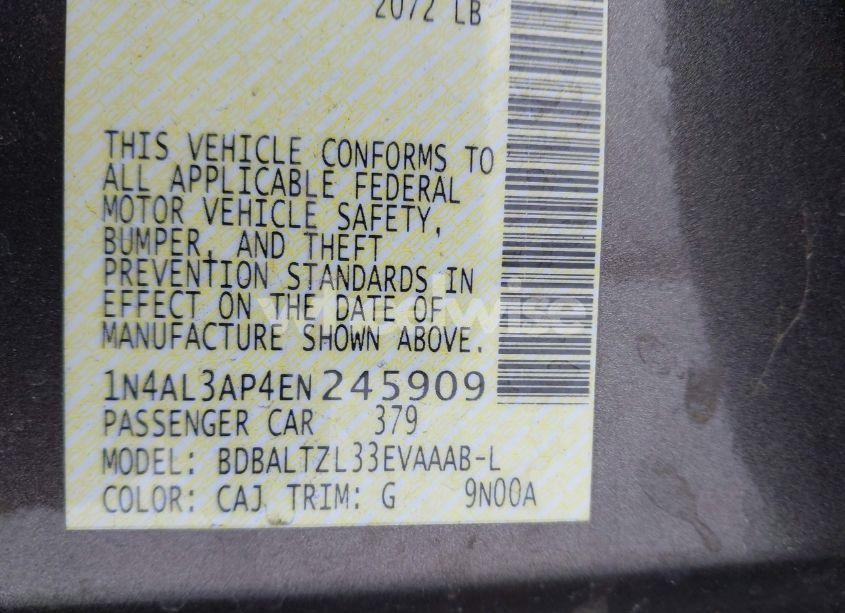 2072 LB
THIS VEHICLE CONFORMS TO
ALL APPLICABLE FEDERAL
MOTOR VEHICLE SAFETY,
BUMPER, AND THEFT
PREVENTION STANDARDS IN
EFFECT ON THE DATE OF
MANUFACTURE SHOWN ABOVE.
1N4AL3AP4EN245909
PASSENGER CAR 379
MODEL: BDBALTZL33EVAAAB-L
COLOR: CAJ TRIM: G 9N00A